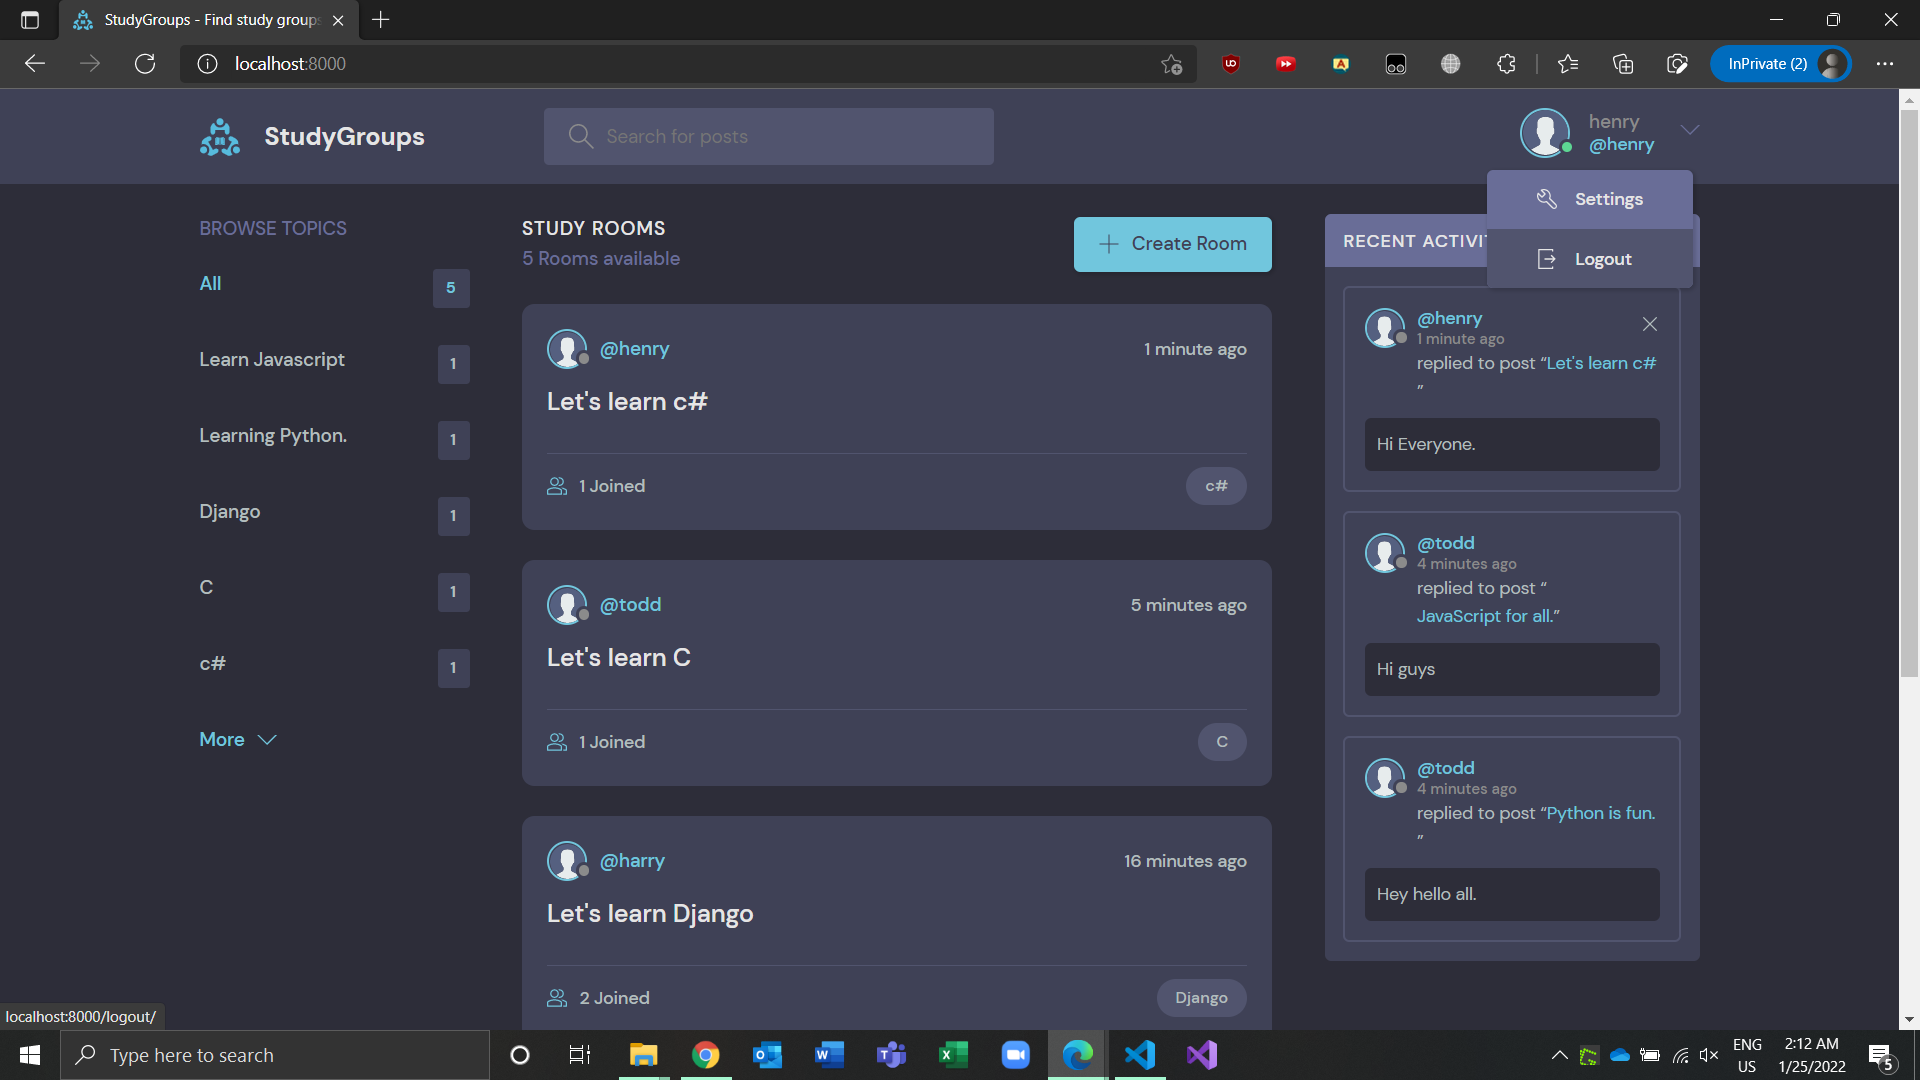 StudyGroups - Find study groups
localhost:8000
InPrivate (2)
StudyGroups
Search for posts
henry
@henry
Settings
Logout
BROWSE TOPICS
All
5
Learn Javascript
1
Learning Python.
1
Django
1
C
1
c#
1
More
STUDY ROOMS
5 Rooms available
Create Room
@henry
1 minute ago
Let's learn c#
1 Joined
c#
@todd
5 minutes ago
Let's learn C
1 Joined
C
@harry
16 minutes ago
Let's learn Django
2 Joined
Django
RECENT ACTIVIT
@henry
1 minute ago
replied to post “Let's learn c#
”
Hi Everyone.
@todd
4 minutes ago
replied to post “
JavaScript for all.”
Hi guys
@todd
4 minutes ago
replied to post “Python is fun.
”
Hey hello all.
localhost:8000/logout/
Type here to search
ENG
US
2:12 AM
1/25/2022
5